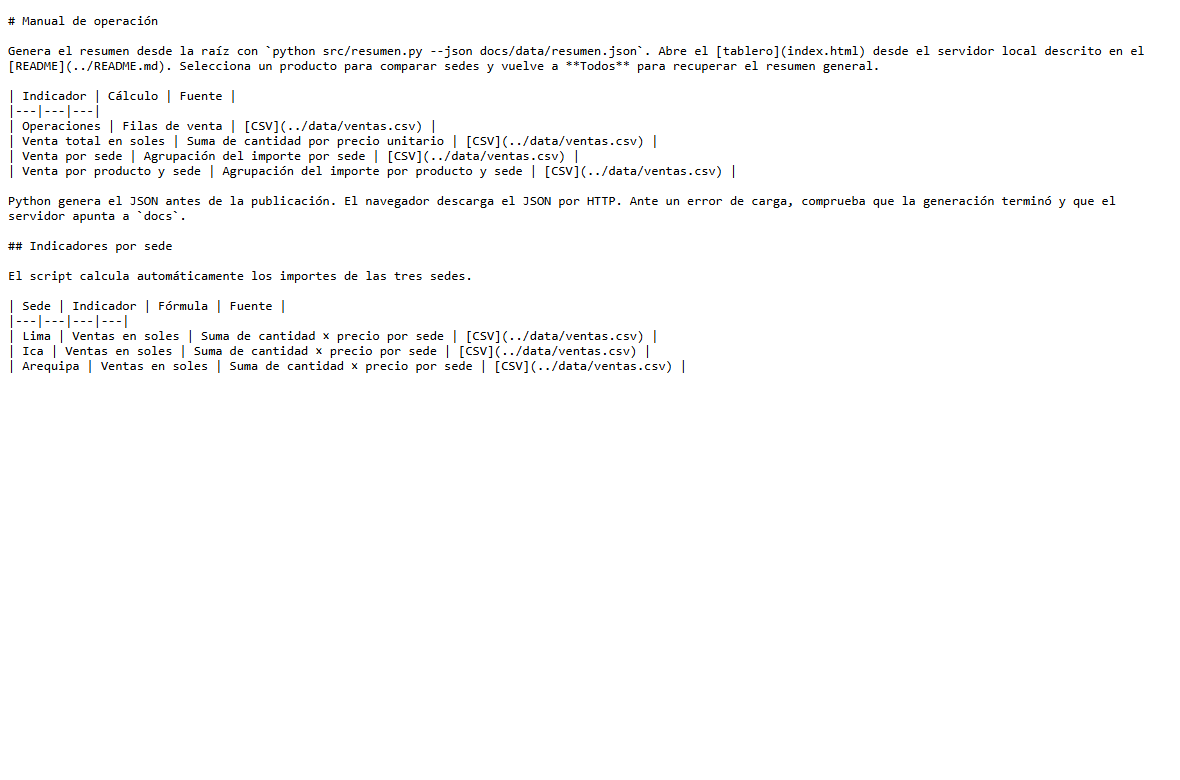 # Manual de operación
Genera el resumen desde la raíz con `python src/resumen.py --json docs/data/resumen.json`. Abre el [tablero](index.html) desde el servidor local descrito en el
[README](../README.md). Selecciona un producto para comparar sedes y vuelve a **Todos** para recuperar el resumen general.
| Indicador | Cálculo | Fuente |
|---|---|---|
| Operaciones | Filas de venta | [CSV](../data/ventas.csv) |
| Venta total en soles | Suma de cantidad por precio unitario | [CSV](../data/ventas.csv) |
| Venta por sede | Agrupación del importe por sede | [CSV](../data/ventas.csv) |
| Venta por producto y sede | Agrupación del importe por producto y sede | [CSV](../data/ventas.csv) |
Python genera el JSON antes de la publicación. El navegador descarga el JSON por HTTP. Ante un error de carga, comprueba que la generación terminó y que el
servidor apunta a `docs`.
## Indicadores por sede
El script calcula automáticamente los importes de las tres sedes.
| Sede | Indicador | Fórmula | Fuente |
|---|---|---|---|
| Lima | Ventas en soles | Suma de cantidad × precio por sede | [CSV](../data/ventas.csv) |
| Ica | Ventas en soles | Suma de cantidad × precio por sede | [CSV](../data/ventas.csv) |
| Arequipa | Ventas en soles | Suma de cantidad × precio por sede | [CSV](../data/ventas.csv) |